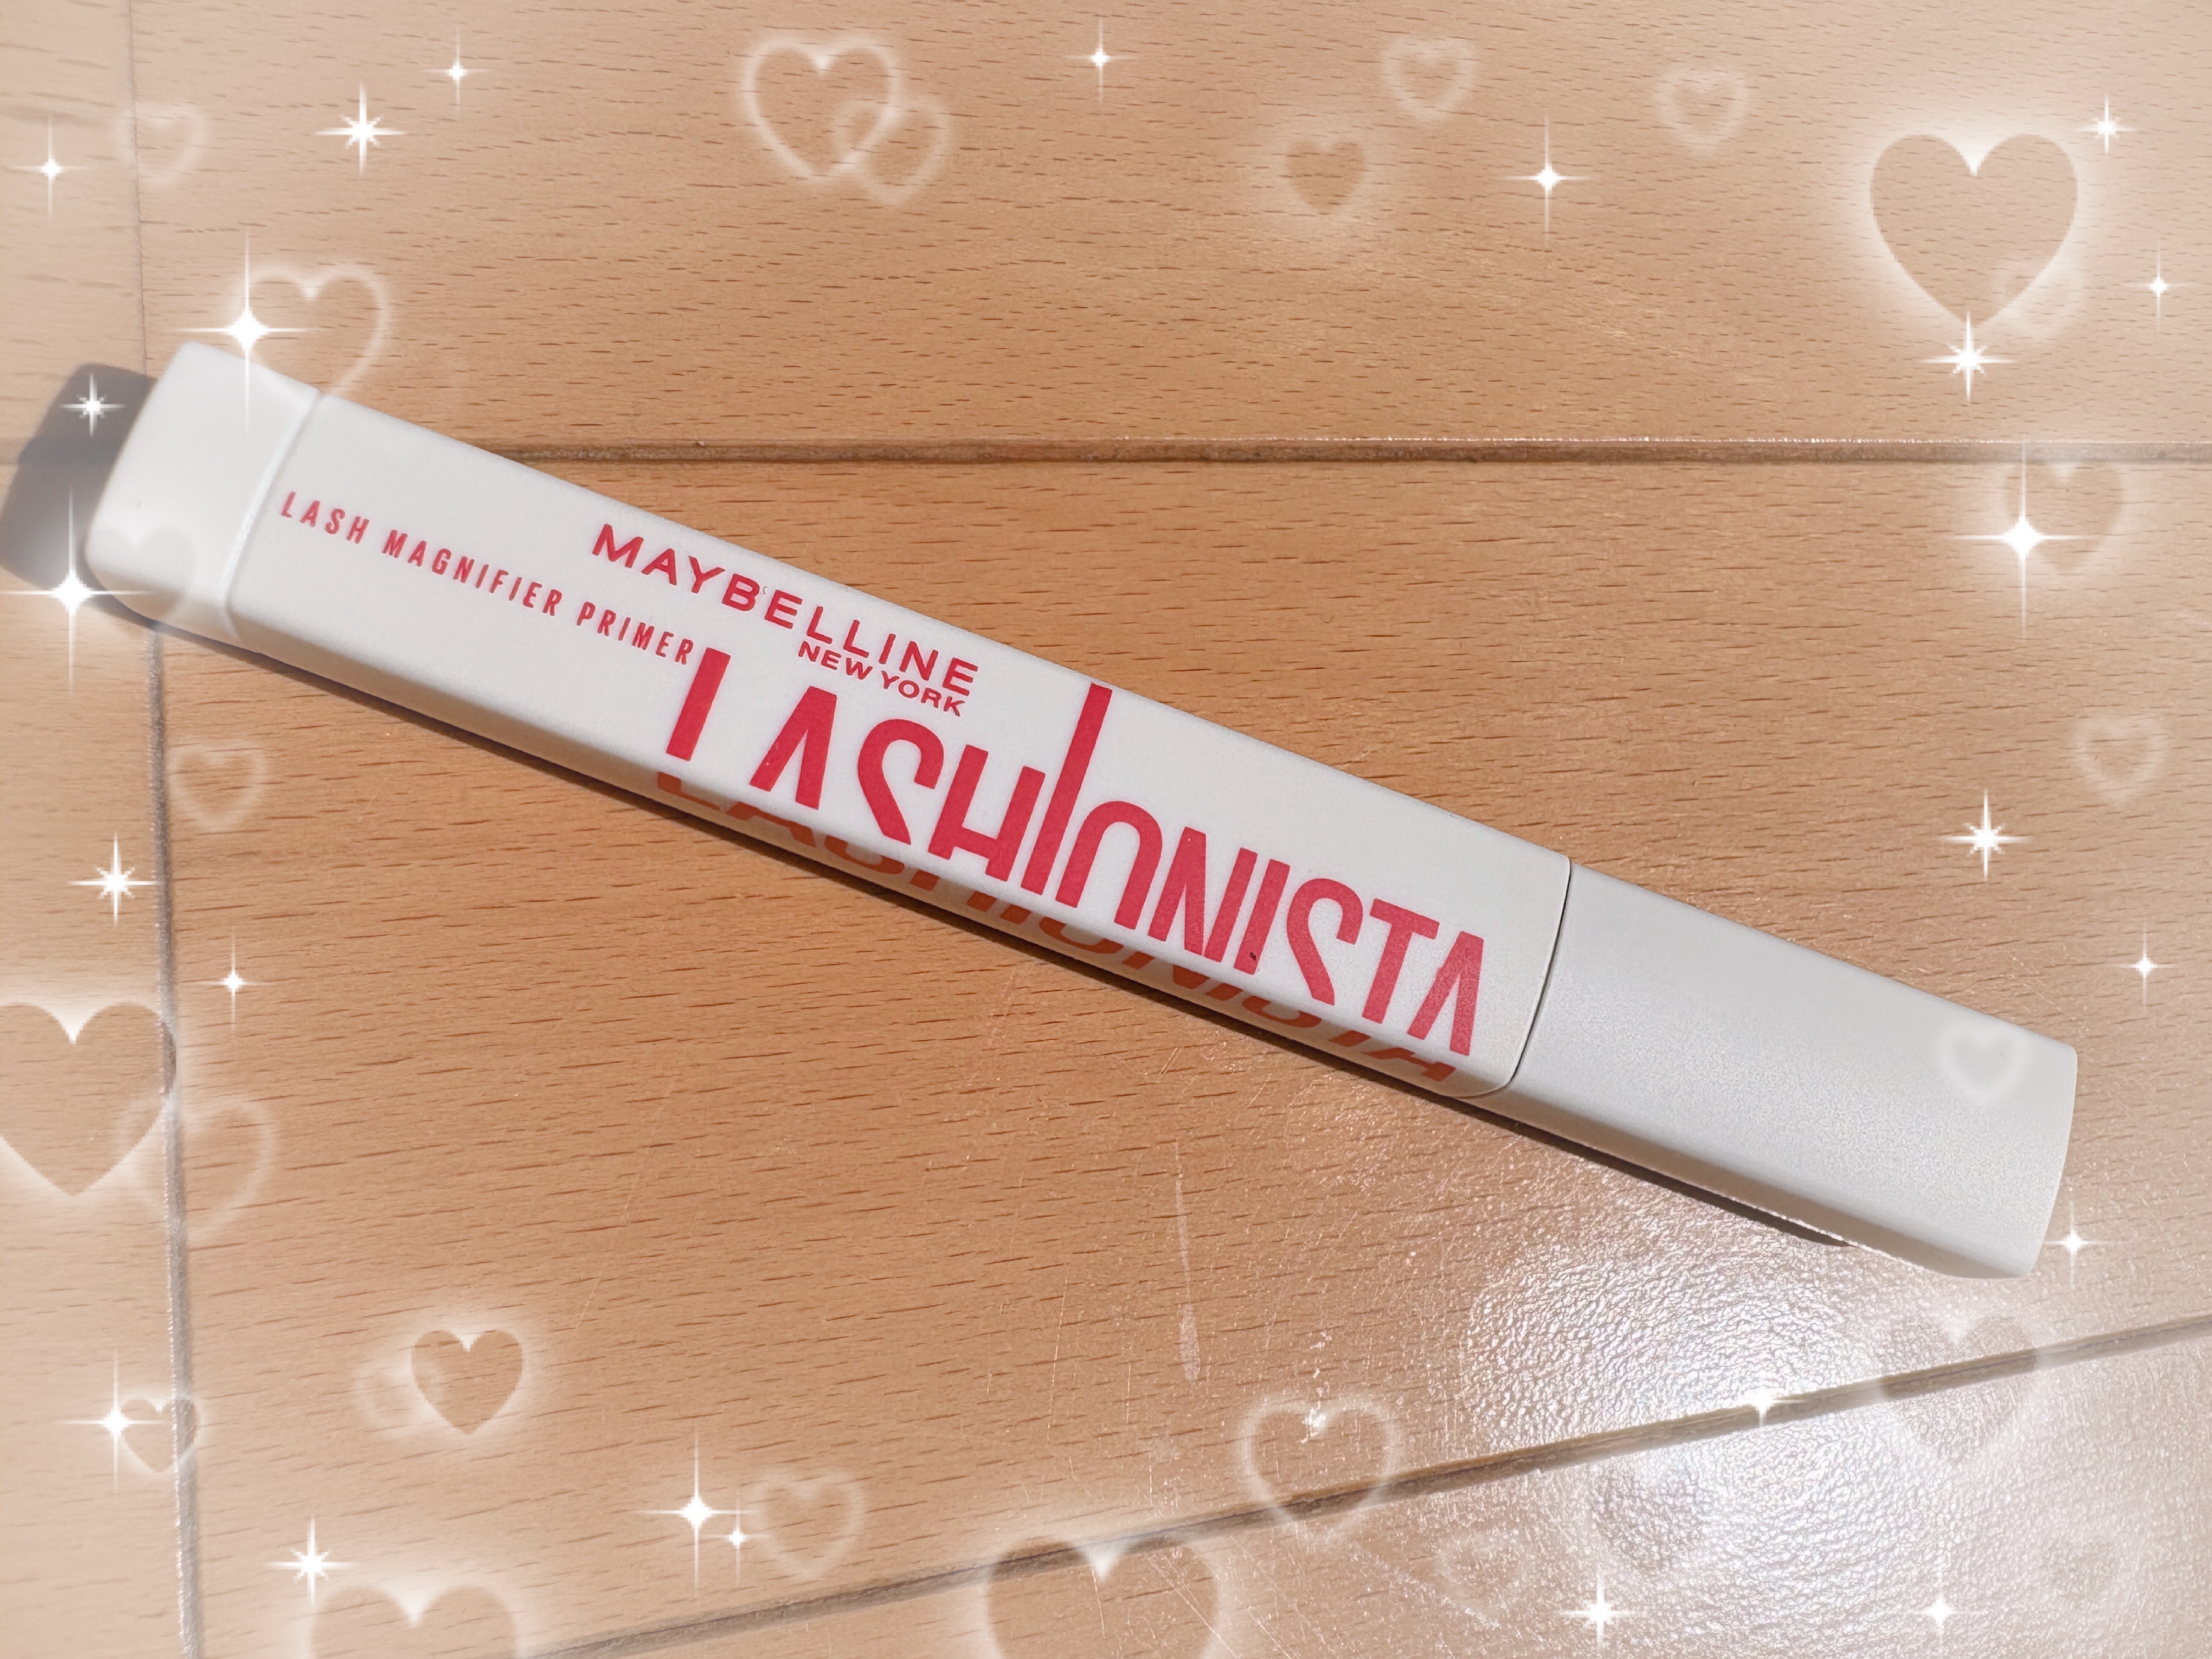 MAYBELLINE
NEW YORK
LASH MAGNIFIER PRIMER
LASHIONISTA